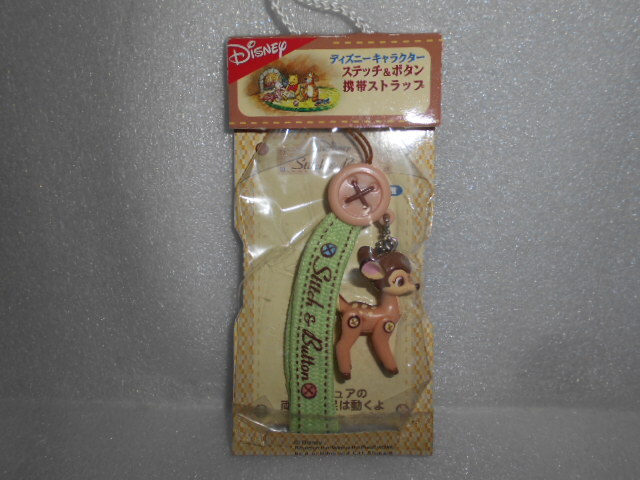 DISNEY
ディズニーキャラクター
ステッチ&ボタン
携帯ストラップ
Stitch & Button
ュアの
は動くよ
© Disney